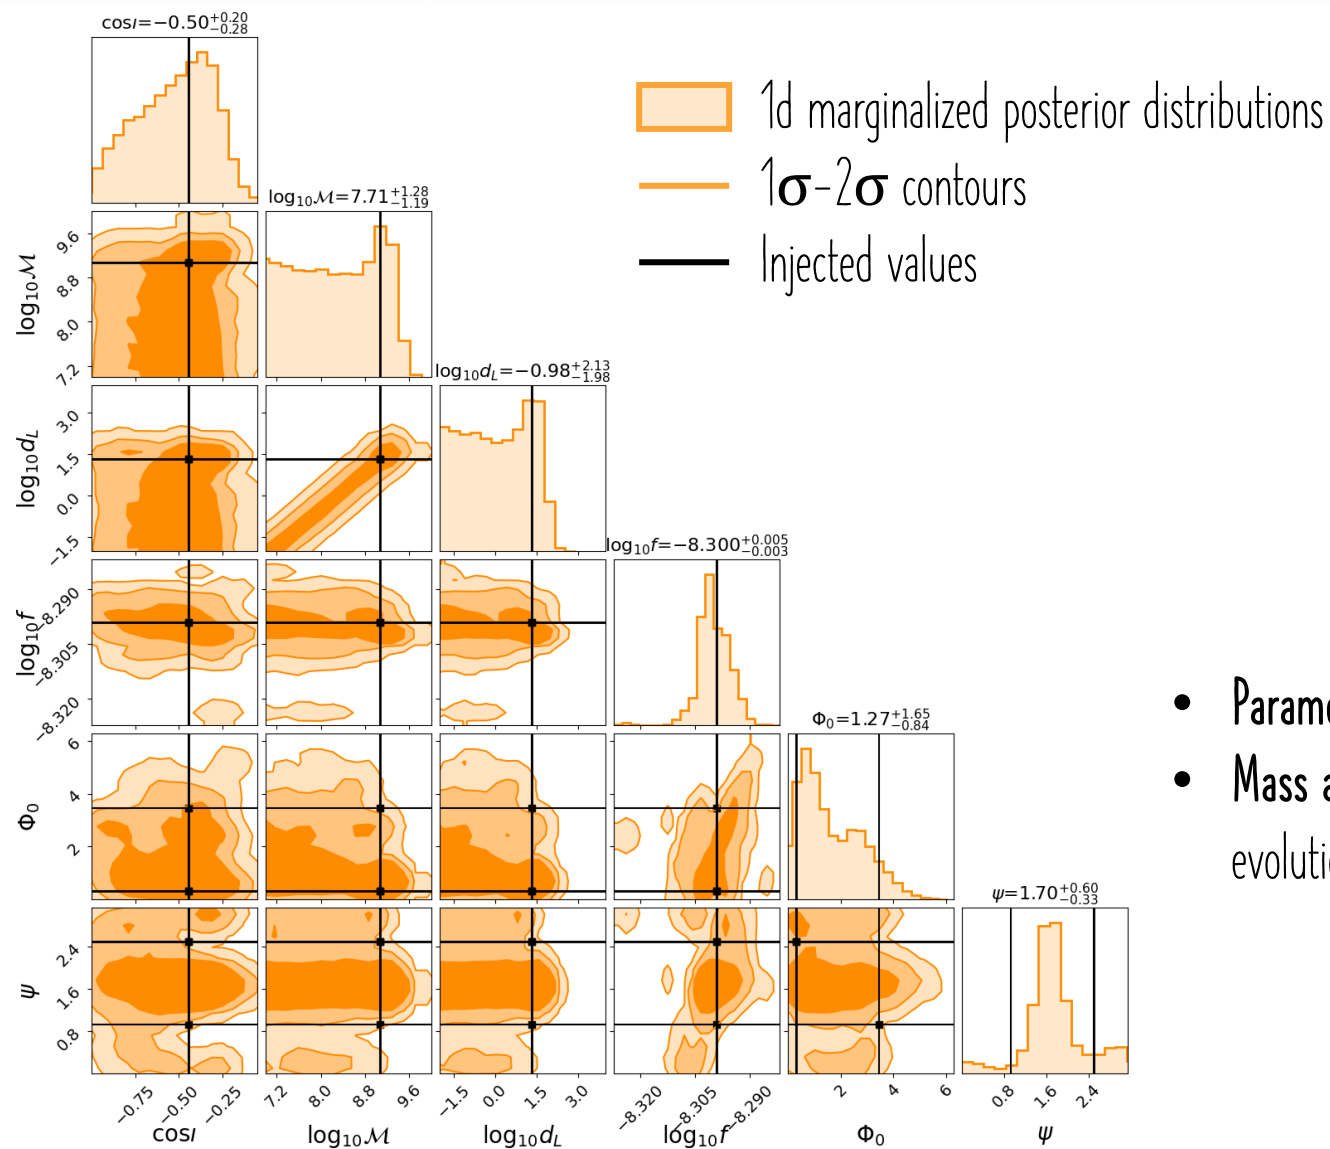 cosι=−0.50+0.20−0.28
1d marginalized posterior distributions
1σ-2σ contours
Injected values
log10ℳ=7.71+1.28−1.19
log10dL=−0.98+2.13−1.98
log10f=−8.300+0.005−0.003
Φ0=1.27+1.65−0.84
ψ=1.70+0.60−0.33
log10ℳ
9.6
8.8
8.0
7.2
log10dL
3.0
1.5
0.0
−1.5
log10f
−8.290
−8.305
−8.320
Φ0
6
4
2
ψ
2.4
1.6
0.8
• Parame
• Mass a
evoluti
−0.75 −0.50 −0.25 7.2 8.0 8.8 9.6 −1.5 0.0 1.5 3.0 −8.320 −8.305 −8.290 2 4 6 0.8 1.6 2.4
cosι log10ℳ log10dL log10f Φ0 ψ